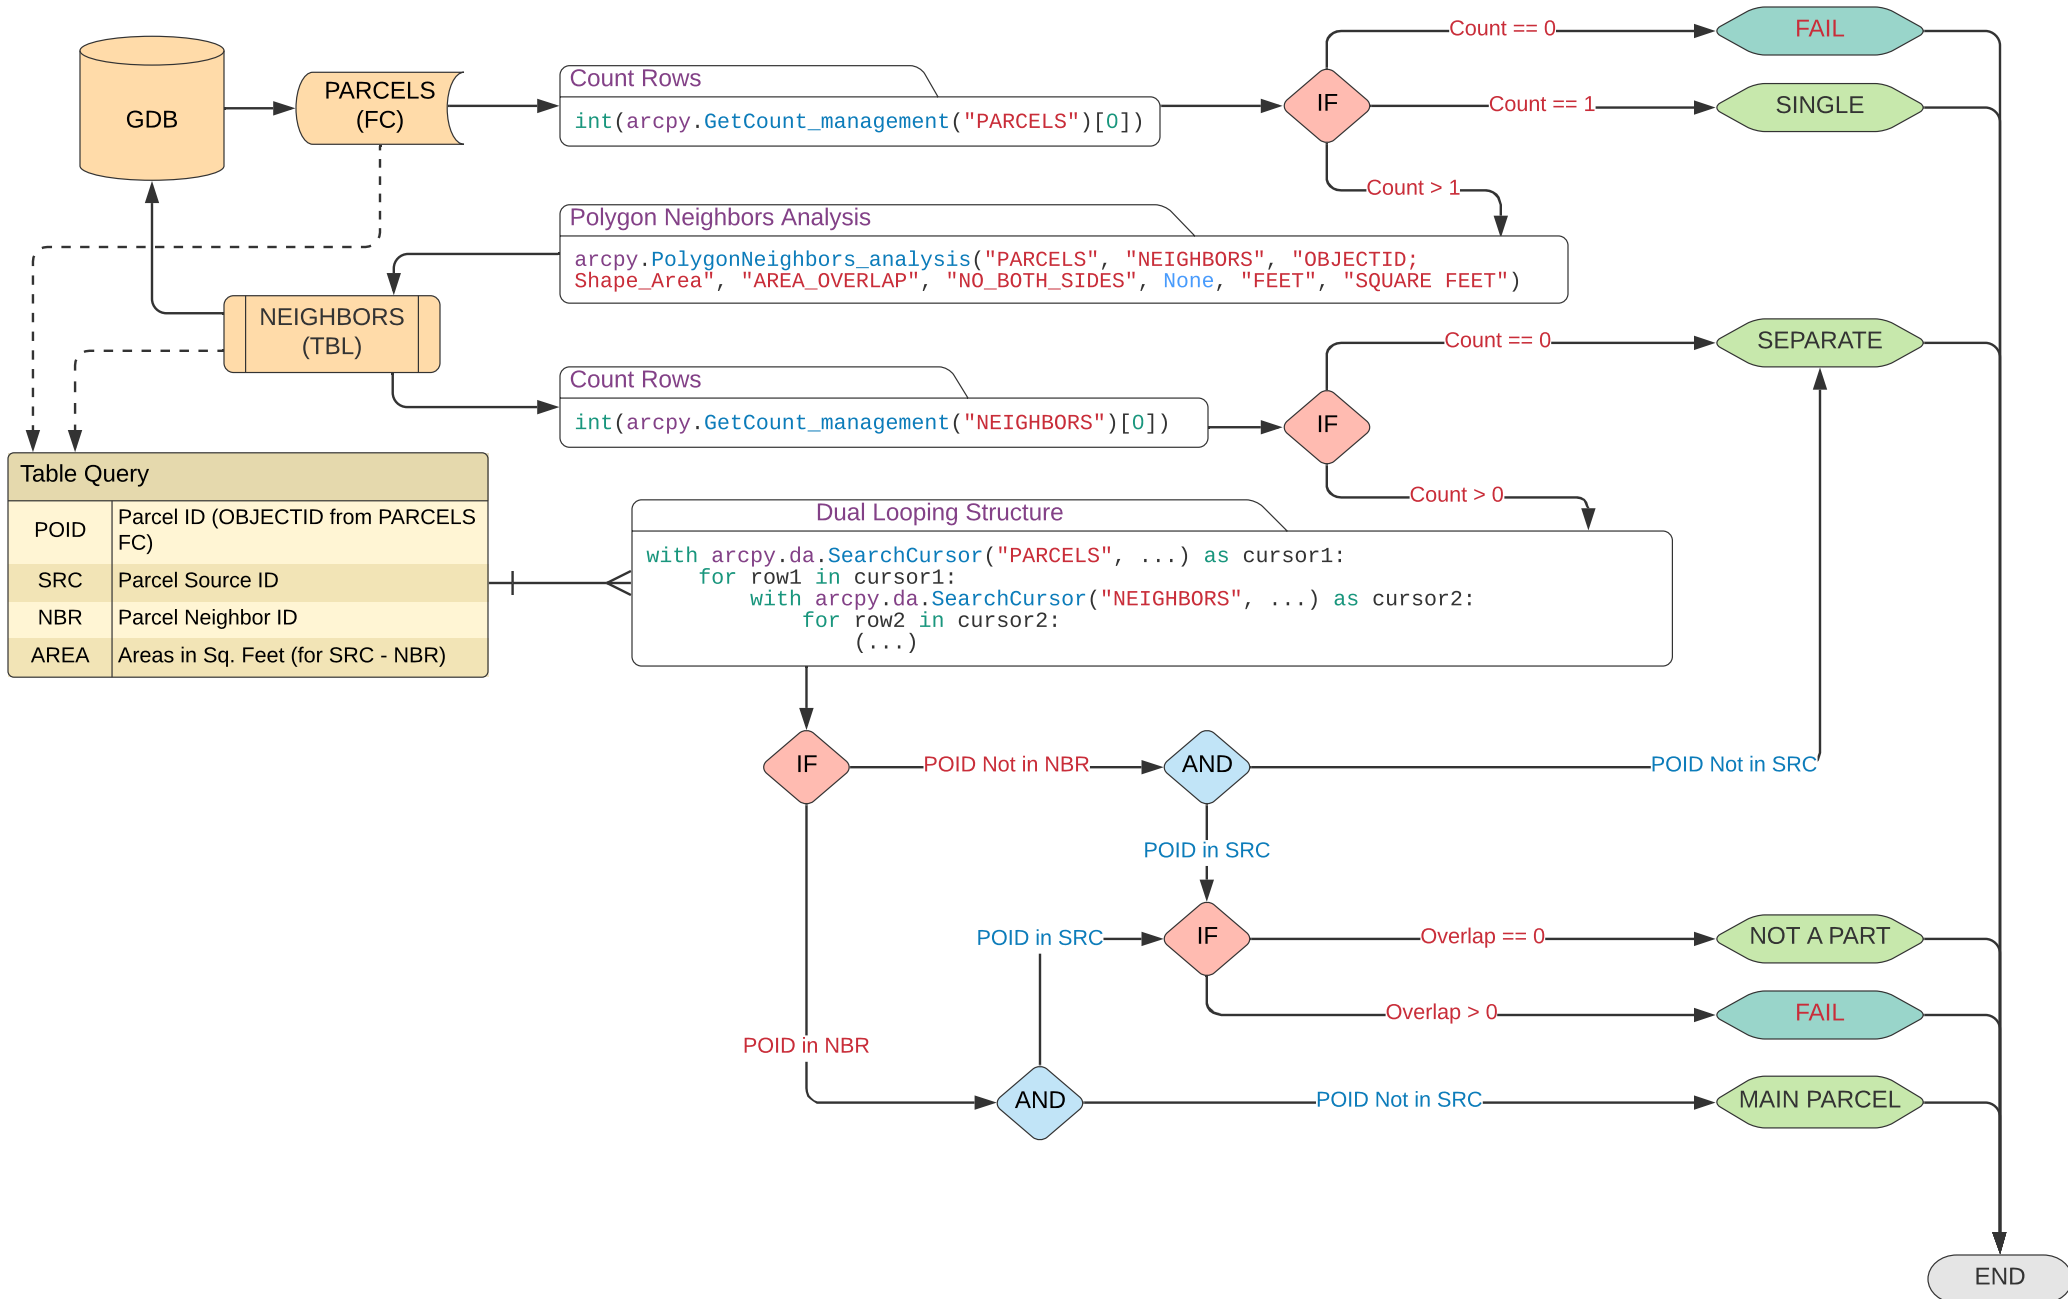 GDB
PARCELS
(FC)
Count Rows
int(arcpy.GetCount_management("PARCELS")[0])
IF
Count == 0
FAIL
Count == 1
SINGLE
Count > 1
Polygon Neighbors Analysis
arcpy.PolygonNeighbors_analysis("PARCELS", "NEIGHBORS", "OBJECTID;
Shape_Area", "AREA_OVERLAP", "NO_BOTH_SIDES", None, "FEET", "SQUARE FEET")
NEIGHBORS
(TBL)
Count Rows
int(arcpy.GetCount_management("NEIGHBORS")[0])
IF
Count == 0
SEPARATE
Count > 0
Table Query
POID
Parcel ID (OBJECTID from PARCELS
FC)
SRC
Parcel Source ID
NBR
Parcel Neighbor ID
AREA
Areas in Sq. Feet (for SRC - NBR)
Dual Looping Structure
with arcpy.da.SearchCursor("PARCELS", ...) as cursor1:
for row1 in cursor1:
with arcpy.da.SearchCursor("NEIGHBORS", ...) as cursor2:
for row2 in cursor2:
(...)
IF
POID Not in NBR
AND
POID Not in SRC
POID in SRC
POID in SRC
IF
Overlap == 0
NOT A PART
Overlap > 0
FAIL
POID in NBR
AND
POID Not in SRC
MAIN PARCEL
END